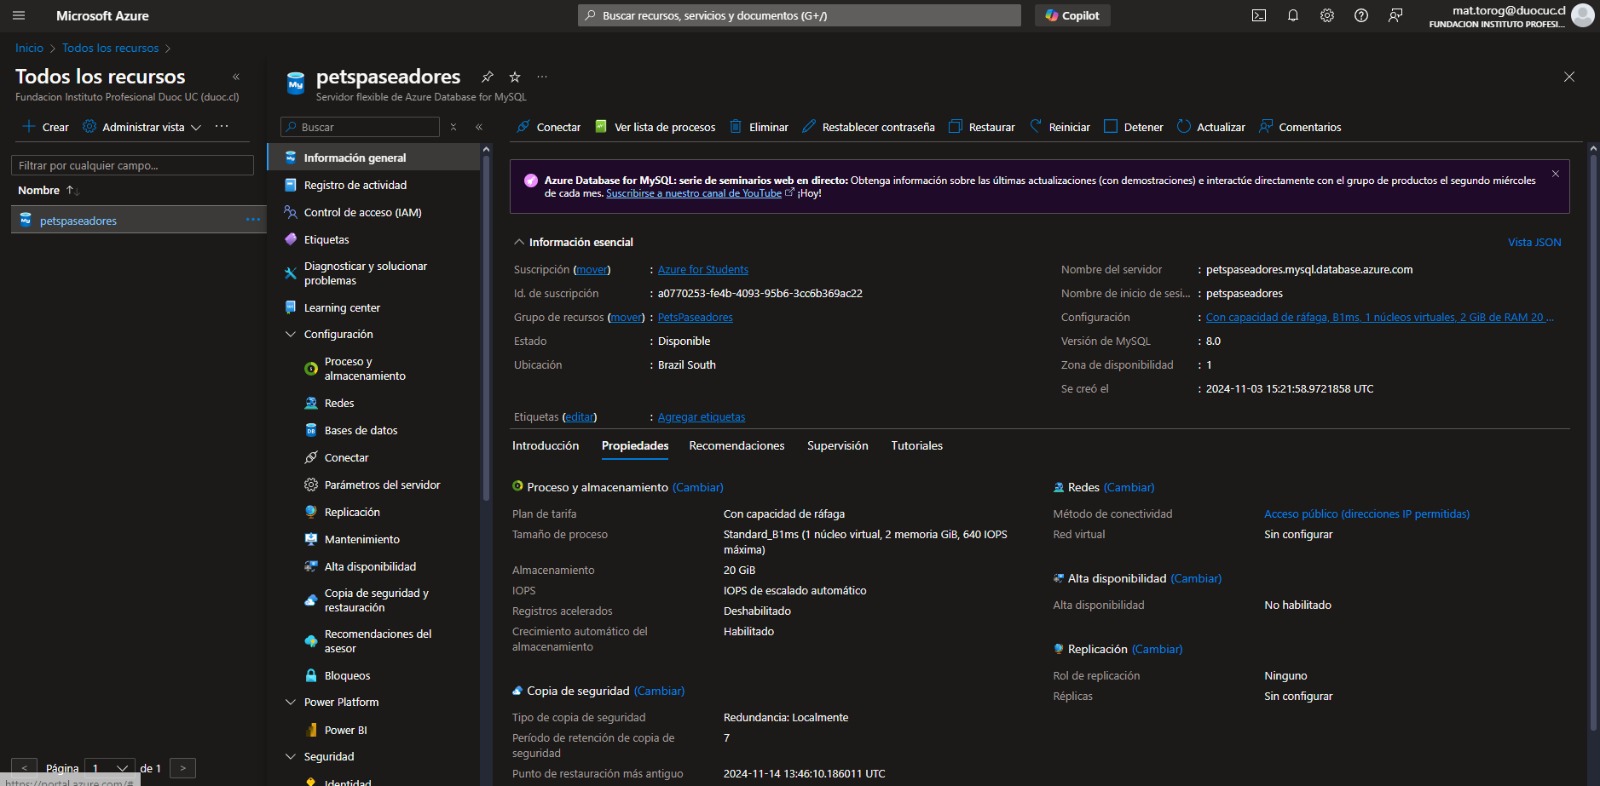 Microsoft Azure
Buscar recursos, servicios y documentos (G+/)
Copilot
mat.torog@duocuc.cl
FUNDACION INSTITUTO PROFESI...
Inicio > Todos los recursos >
Todos los recursos
Fundacion Instituto Profesional Duoc UC (duoc.cl)
Crear
Administrar vista
Filtrar por cualquier campo...
Nombre
petspaseadores
Página 1 de 1
https://portal.azure.com/#
petspaseadores
Servidor flexible de Azure Database for MySQL
Buscar
Información general
Registro de actividad
Control de acceso (IAM)
Etiquetas
Diagnosticar y solucionar
problemas
Learning center
Configuración
Proceso y
almacenamiento
Redes
Bases de datos
Conectar
Parámetros del servidor
Replicación
Mantenimiento
Alta disponibilidad
Copia de seguridad y
restauración
Recomendaciones del
asesor
Bloqueos
Power Platform
Power BI
Seguridad
Identidad
Conectar
Ver lista de procesos
Eliminar
Restablecer contraseña
Restaurar
Reiniciar
Detener
Actualizar
Comentarios
Azure Database for MySQL: serie de seminarios web en directo: Obtenga información sobre las últimas actualizaciones (con demostraciones) e interactúe directamente con el grupo de productos el segundo miércoles
de cada mes. Suscribirse a nuestro canal de YouTube ¡Hoy!
Información esencial
Vista JSON
Suscripción (mover) : Azure for Students
Id. de suscripción : a0770253-fe4b-4093-95b6-3cc6b369ac22
Grupo de recursos (mover) : PetsPaseadores
Estado : Disponible
Ubicación : Brazil South
Nombre del servidor : petspaseadores.mysql.database.azure.com
Nombre de inicio de sesi... : petspaseadores
Configuración : Con capacidad de ráfaga, B1ms, 1 núcleos virtuales, 2 GiB de RAM 20 ...
Versión de MySQL : 8.0
Zona de disponibilidad : 1
Se creó el : 2024-11-03 15:21:58.9721858 UTC
Etiquetas (editar) : Agregar etiquetas
Introducción
Propiedades
Recomendaciones
Supervisión
Tutoriales
Proceso y almacenamiento (Cambiar)
Plan de tarifa Con capacidad de ráfaga
Tamaño de proceso Standard_B1ms (1 núcleo virtual, 2 memoria GiB, 640 IOPS
máxima)
Almacenamiento 20 GiB
IOPS IOPS de escalado automático
Registros acelerados Deshabilitado
Crecimiento automático del Habilitado
almacenamiento
Copia de seguridad (Cambiar)
Tipo de copia de seguridad Redundancia: Localmente
Período de retención de copia de 7
seguridad
Punto de restauración más antiguo 2024-11-14 13:46:10.186011 UTC
Redes (Cambiar)
Método de conectividad Acceso público (direcciones IP permitidas)
Red virtual Sin configurar
Alta disponibilidad (Cambiar)
Alta disponibilidad No habilitado
Replicación (Cambiar)
Rol de replicación Ninguno
Réplicas Sin configurar